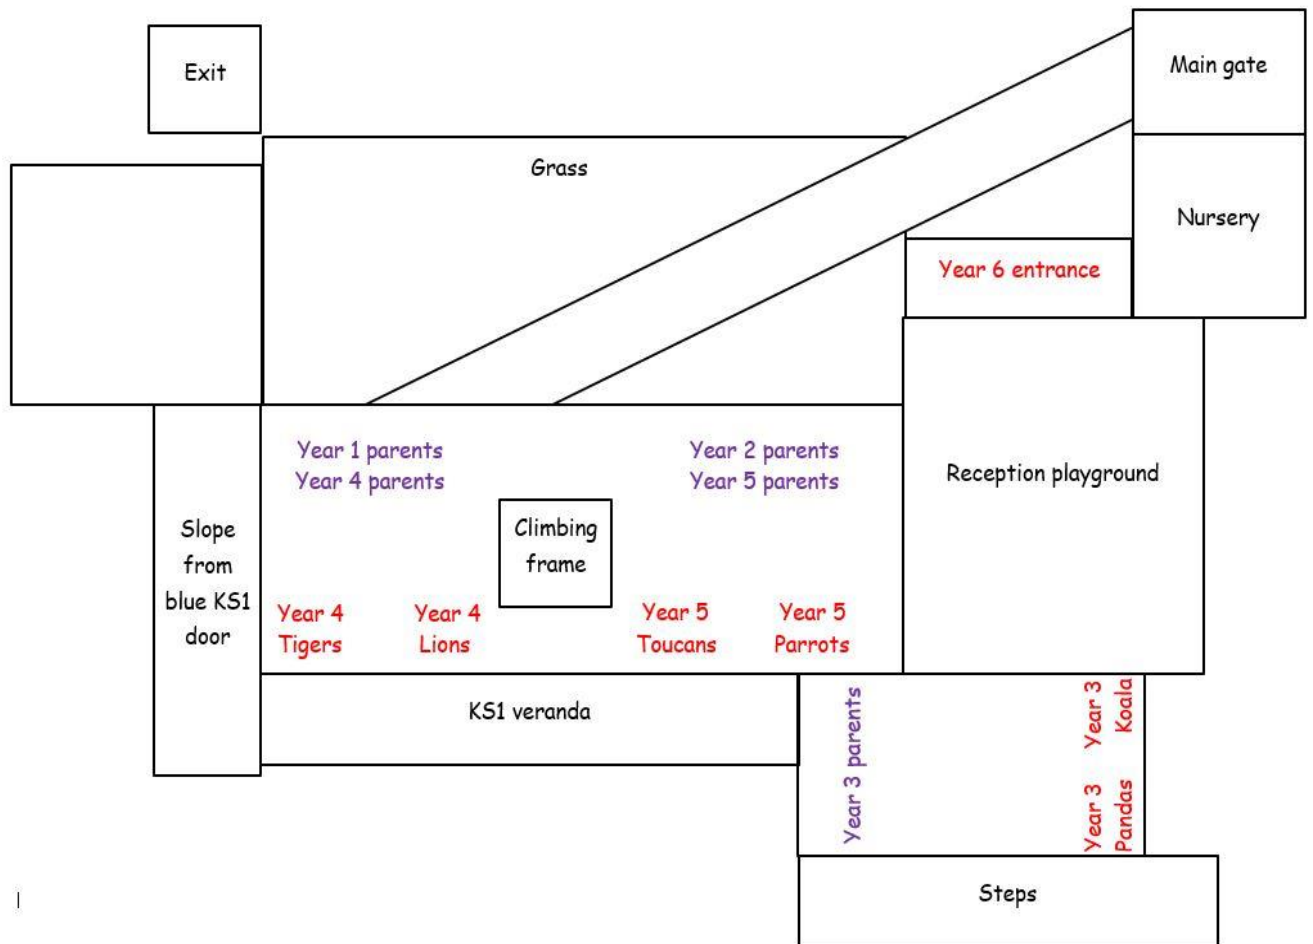 Exit
Main gate
Grass
Nursery
Year 6 entrance
Year 1 parents
Year 4 parents
Year 2 parents
Year 5 parents
Reception playground
Slope
from
blue KS1
door
Climbing
frame
Year 4
Tigers
Year 4
Lions
Year 5
Toucans
Year 5
Parrots
KS1 veranda
Year 3 parents
Year 3
Koala
Year 3
Pandas
Steps